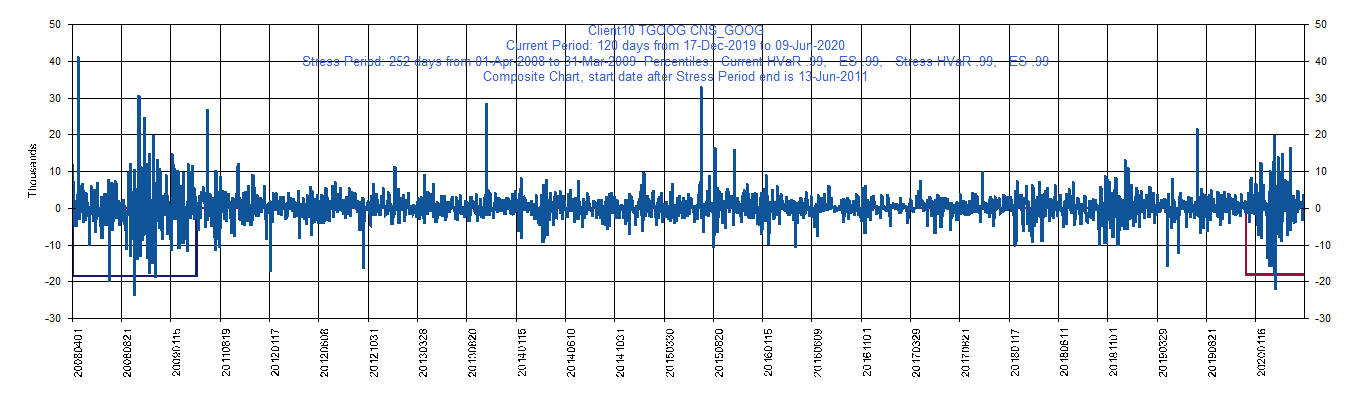 Client10 TGOOG CNS_GOOG
Current Period: 120 days from 17-Dec-2019 to 09-Jun-2020
Stress Period: 252 days from 01-Apr-2008 to 31-Mar-2009 Percentiles: Current HVaR .99, ES .99, Stress HVaR .99, ES .99
Composite Chart, start date after Stress Period end is 13-Jun-2011
50 50
40 40
30 30
20 20
10 10
0 0
-10 -10
-20 -20
-30 -30
Thousands
20080401 20080821 20090115 20110819 20120117 20120608 20121031 20130328 20130820 20140115 20140610 20141031 20150330 20150820 20160115 20160609 20161101 20170329 20170821 20180117 20180611 20181101 20190329 20190821 20200116